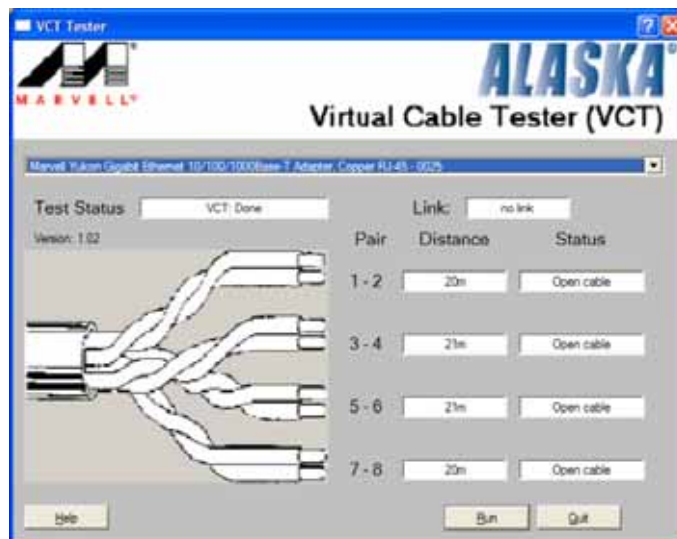 VCT Tester
MARVELL®
ALASKA®
Virtual Cable Tester (VCT)
Marvell Yukon Gigabit Ethernet 10/100/1000Base-T Adapter, Copper RJ-45 - 0025
Test Status VCT: Done Link: no link
Version: 1.02 Pair Distance Status
1 - 2 20m Open cable
3 - 4 21m Open cable
5 - 6 21m Open cable
7 - 8 20m Open cable
Help Run Quit